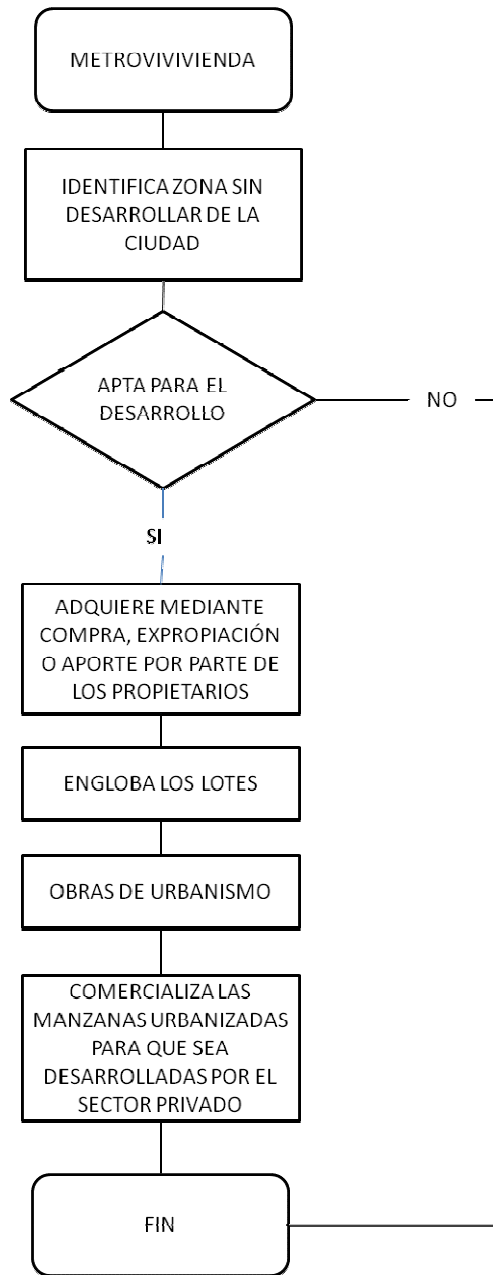 METROVIVIVIENDA
IDENTIFICA ZONA SIN
DESARROLLAR DE LA
CIUDAD
APTA PARA EL
DESARROLLO
NO
SI
ADQUIERE MEDIANTE
COMPRA, EXPROPIACIÓN
O APORTE POR PARTE DE
LOS PROPIETARIOS
ENGLOBA LOS LOTES
OBRAS DE URBANISMO
COMERCIALIZA LAS
MANZANAS URBANIZADAS
PARA QUE SEA
DESARROLLADAS POR EL
SECTOR PRIVADO
FIN